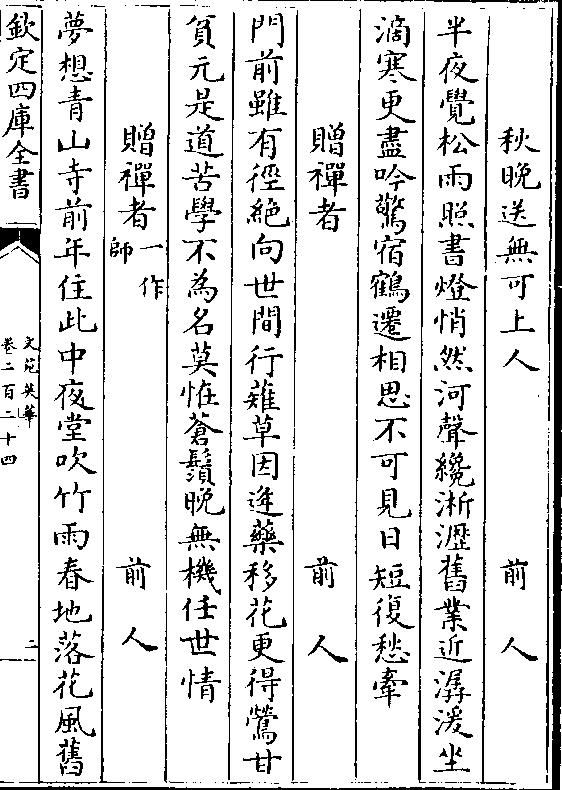 秋晚送無可上人　前人
半夜覺松雨照書燈悄然河聲纔淅瀝舊業近潺湲坐
滴寒更盡吟驚宿鶴遷相思不可見日短復愁牽
贈禪者　前人
門前雖有徑絶向世間行薙草因逄藥移花更得鶯甘
貧元是道苦學不為名莫恠蒼鬚晚無機任世情
贈禪者一作師　前人
夢想青山寺前年住此中夜堂吹竹雨春地落花風舊
欽定四庫全書
文苑英華
卷二百二十四
二